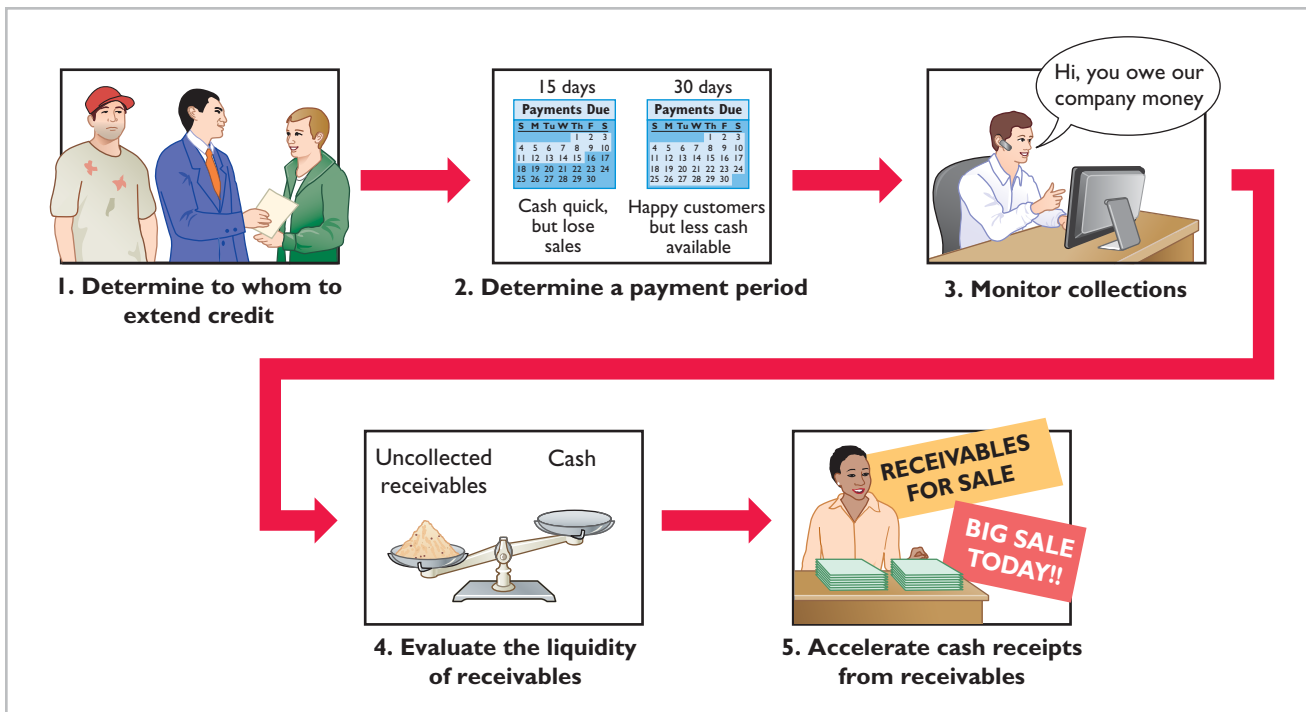 15 days
Payments Due
S M Tu W Th F S
1 2 3
4 5 6 7 8 9 10
11 12 13 14 15 16 17
18 19 20 21 22 23 24
25 26 27 28 29 30
Cash quick,
but lose
sales
30 days
Payments Due
S M Tu W Th F S
1 2 3
4 5 6 7 8 9 10
11 12 13 14 15 16 17
18 19 20 21 22 23 24
25 26 27 28 29 30
Happy customers
but less cash
available
Hi, you owe our
company money
1. Determine to whom to
extend credit
2. Determine a payment period
3. Monitor collections
Uncollected
receivables
Cash
RECEIVABLES
FOR SALE
BIG SALE
TODAY!!
4. Evaluate the liquidity
of receivables
5. Accelerate cash receipts
from receivables